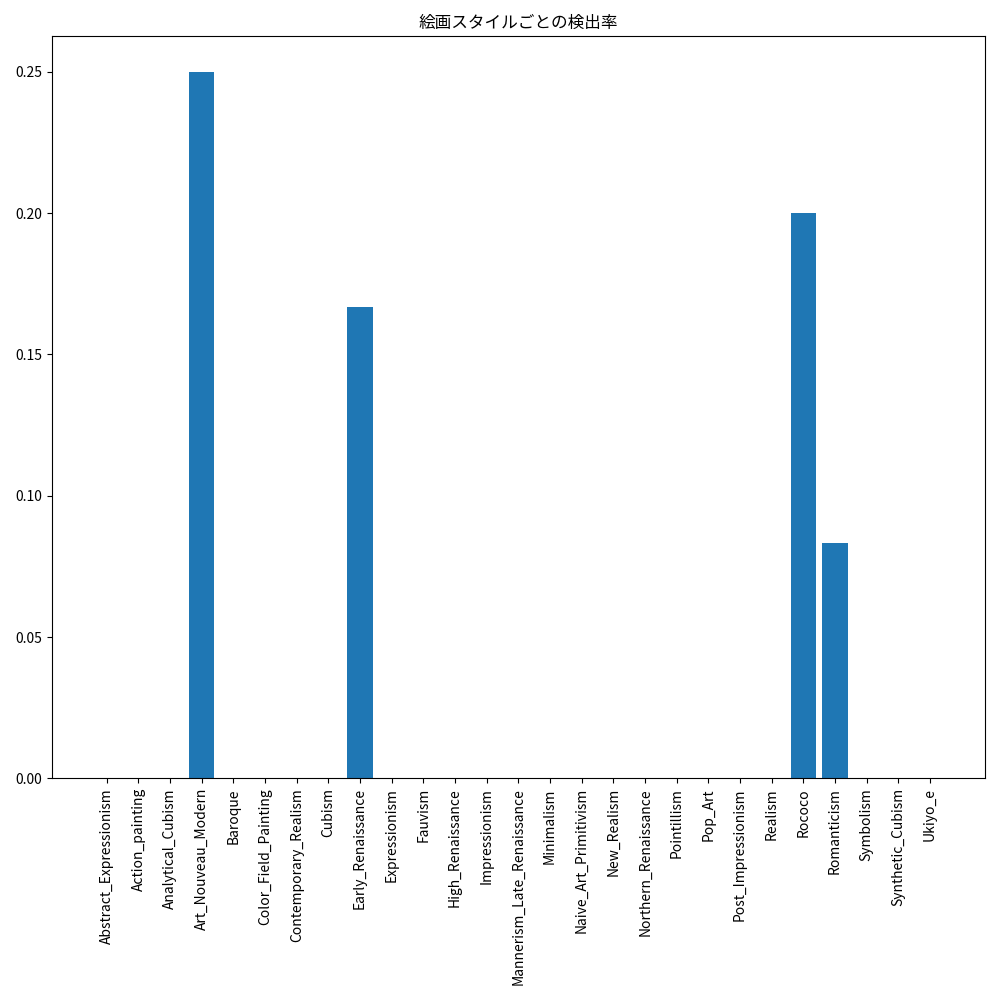 絵画スタイルごとの検出率
0.25
0.20
0.15
0.10
0.05
0.00
Abstract_Expressionism
Action_painting
Analytical_Cubism
Art_Nouveau_Modern
Baroque
Color_Field_Painting
Contemporary_Realism
Cubism
Early_Renaissance
Expressionism
Fauvism
High_Renaissance
Impressionism
Mannerism_Late_Renaissance
Minimalism
Naive_Art_Primitivism
New_Realism
Northern_Renaissance
Pointillism
Pop_Art
Post_Impressionism
Realism
Rococo
Romanticism
Symbolism
Synthetic_Cubism
Ukiyo_e